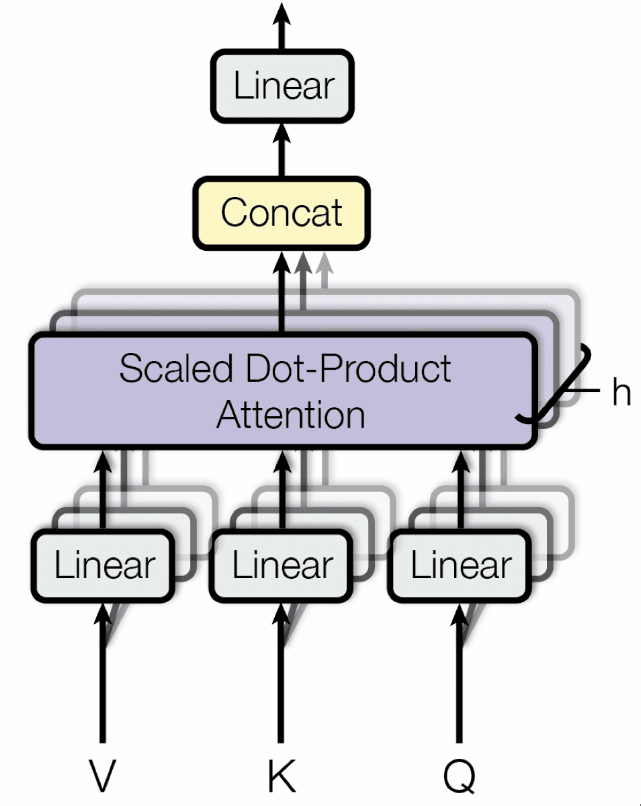 Linear
Concat
Scaled Dot-Product
Attention
h
Linear Linear Linear
V K Q